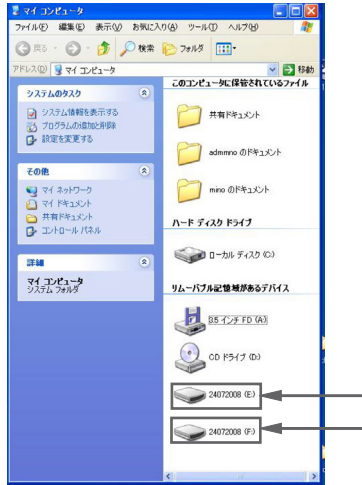 マイ コンピュータ
ファイル(F) 編集(E) 表示(V) お気に入り(A) ツール(T) ヘルプ(H)
戻る 検索 フォルダ
アドレス(D) マイ コンピュータ 移動
システムのタスク
システム情報を表示する
プログラムの追加と削除
設定を変更する
その他
マイ ネットワーク
マイ ドキュメント
共有ドキュメント
コントロール パネル
詳細
マイ コンピュータ
システム フォルダ
このコンピュータに保管されているファイル
共有ドキュメント
admmno のドキュメント
mino のドキュメント
ハード ディスク ドライブ
ローカル ディスク (C:)
リムーバブル記憶域があるデバイス
3.5 インチ FD (A:)
CD ドライブ (D:)
24072008 (E:)
24072008 (F:)